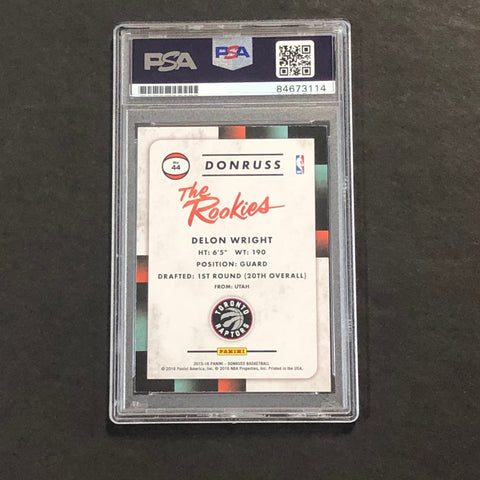 PSA
PSA
84673114
No
44
DONRUSS
The
Rookies
DELON WRIGHT
HT: 6'5" WT: 190
POSITION: GUARD
DRAFTED: 1ST ROUND (20TH OVERALL)
FROM: UTAH
TORONTO
RAPTORS
PANINI
2015-16 PANINI - DONRUSS BASKETBALL
© 2016 Panini America, Inc. © 2016 NBA Properties, Inc. Printed in the USA.